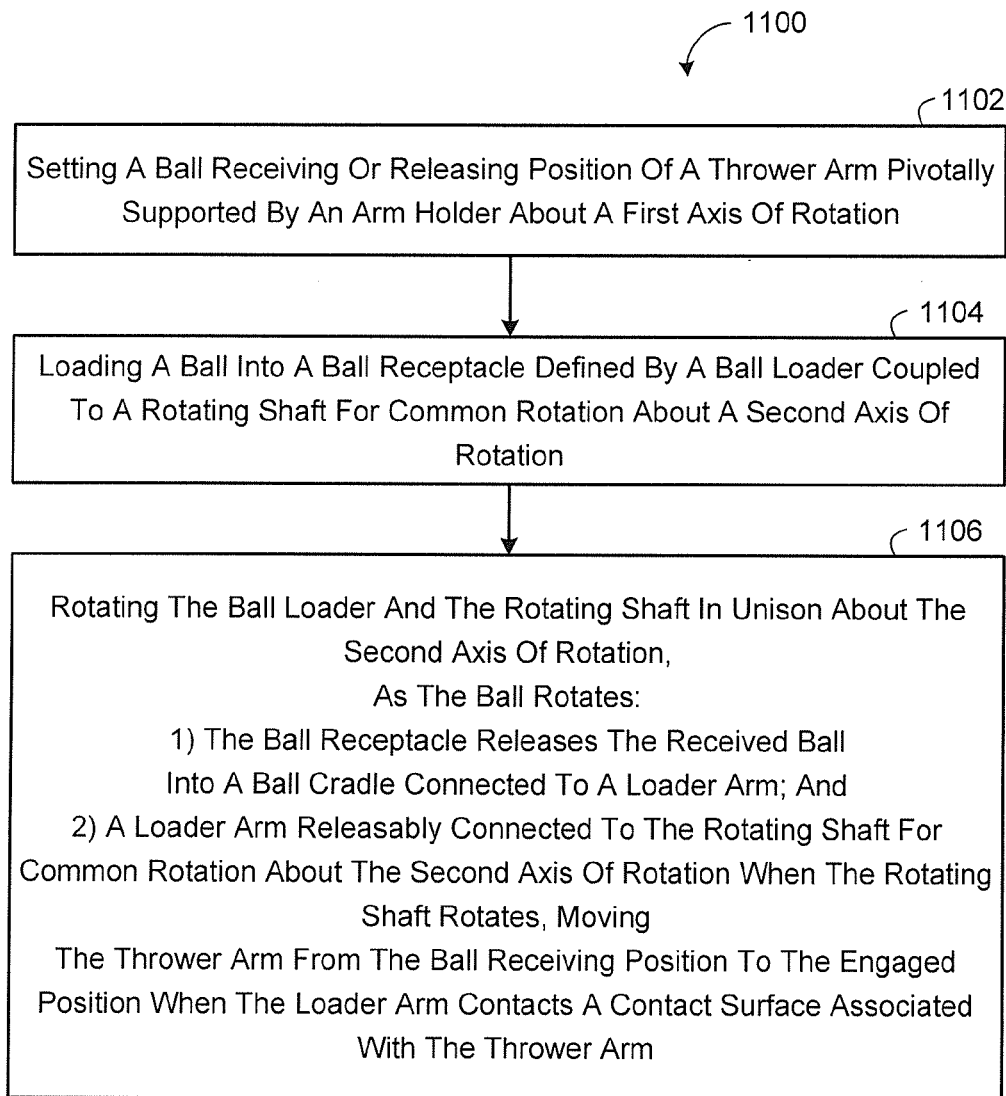 1100
1102
Setting A Ball Receiving Or Releasing Position Of A Thrower Arm Pivotally
Supported By An Arm Holder About A First Axis Of Rotation
1104
Loading A Ball Into A Ball Receptacle Defined By A Ball Loader Coupled
To A Rotating Shaft For Common Rotation About A Second Axis Of
Rotation
1106
Rotating The Ball Loader And The Rotating Shaft In Unison About The
Second Axis Of Rotation,
As The Ball Rotates:
1) The Ball Receptacle Releases The Received Ball
Into A Ball Cradle Connected To A Loader Arm; And
2) A Loader Arm Releasably Connected To The Rotating Shaft For
Common Rotation About The Second Axis Of Rotation When The Rotating
Shaft Rotates, Moving
The Thrower Arm From The Ball Receiving Position To The Engaged
Position When The Loader Arm Contacts A Contact Surface Associated
With The Thrower Arm